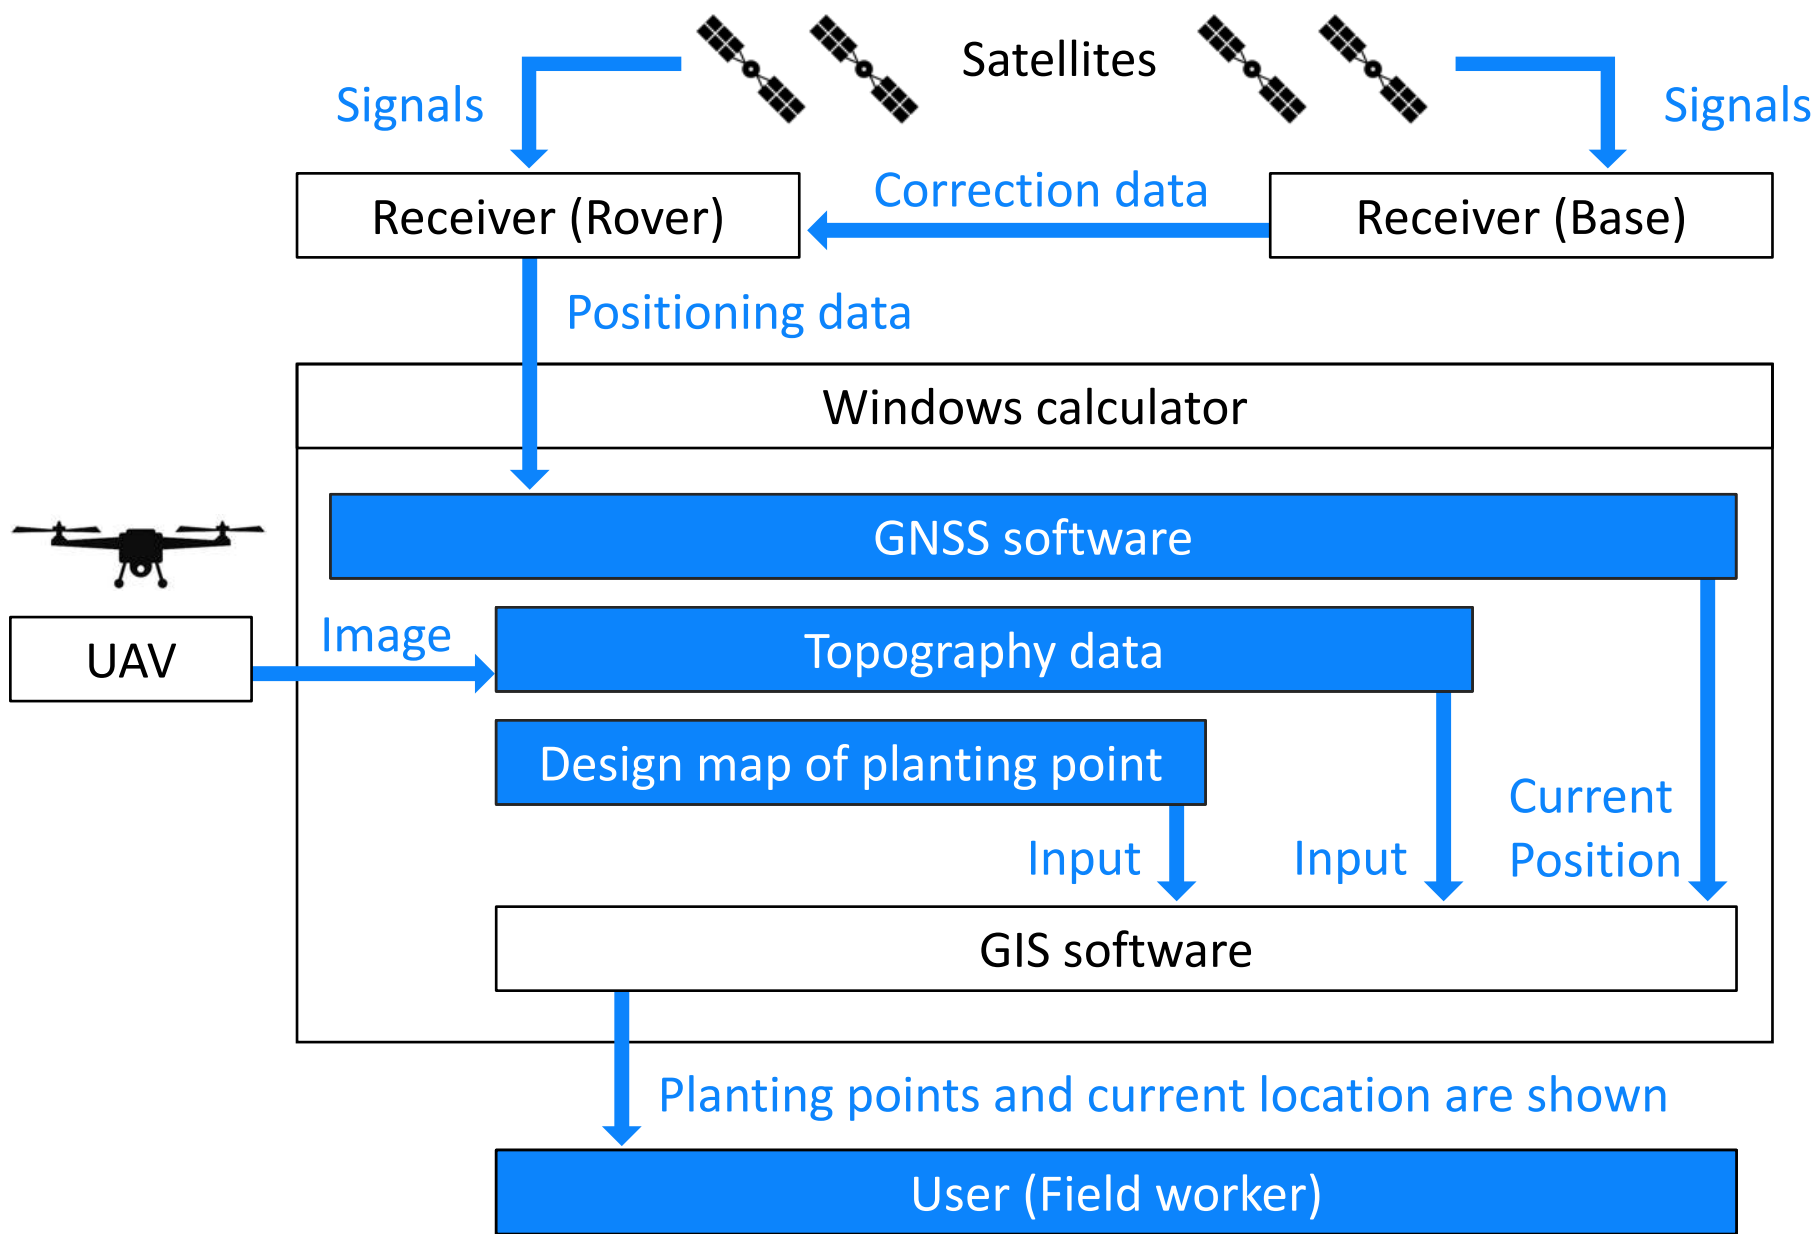 Satellites
Signals
Signals
Correction data
Receiver (Rover)
Receiver (Base)
Positioning data
Windows calculator
GNSS software
Image
Topography data
UAV
Design map of planting point
Current
Position
Input
Input
GIS software
Planting points and current location are shown
User (Field worker)